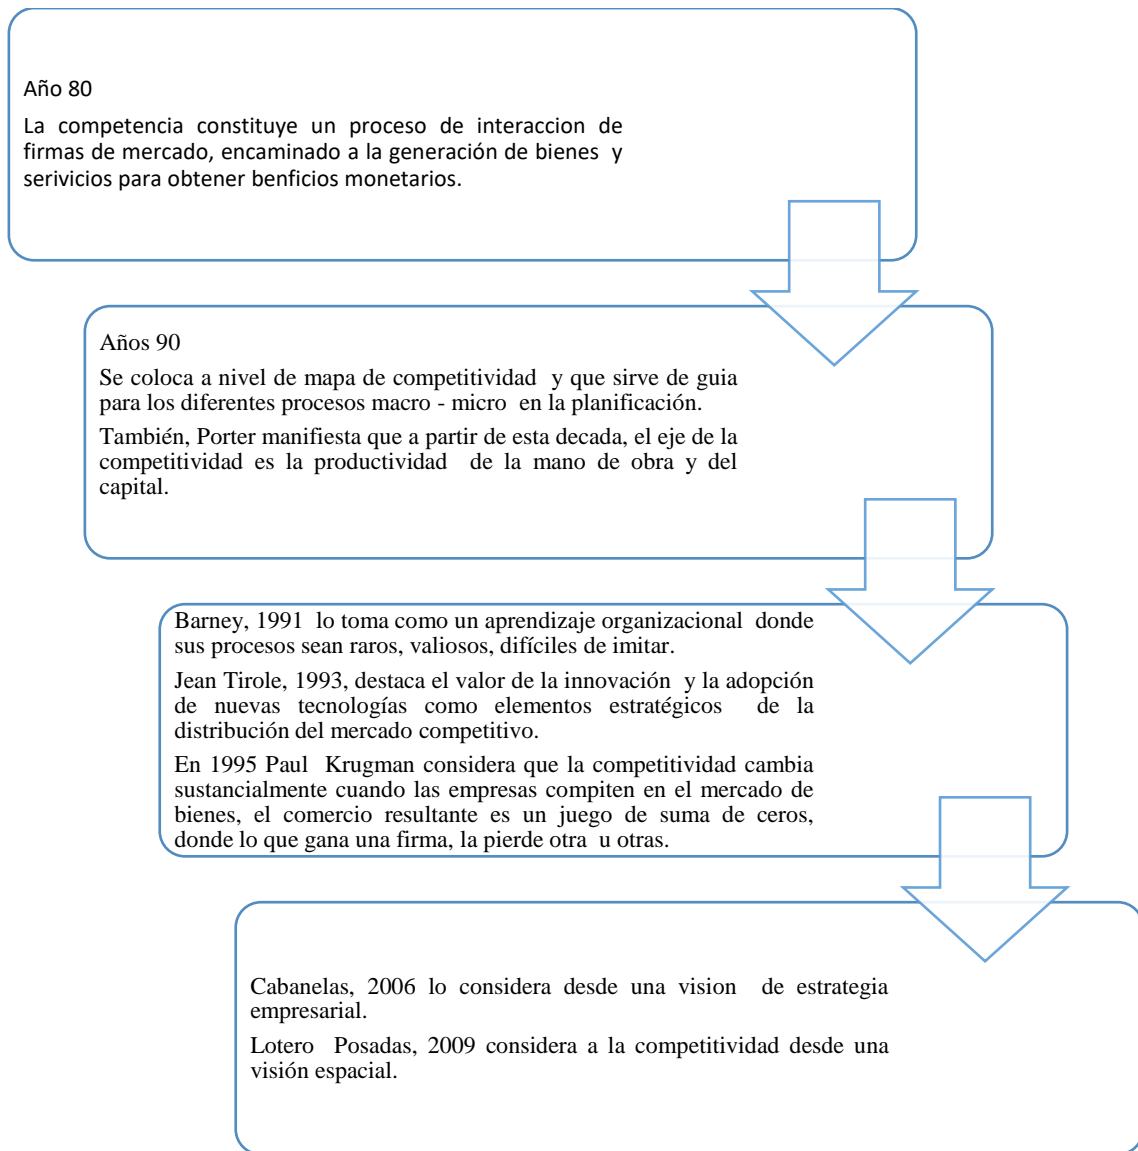 Año 80
La competencia constituye un proceso de interaccion de
firmas de mercado, encaminado a la generación de bienes y
serivicios para obtener benficios monetarios.
Años 90
Se coloca a nivel de mapa de competitividad y que sirve de guia
para los diferentes procesos macro - micro en la planificación.
También, Porter manifiesta que a partir de esta decada, el eje de la
competitividad es la productividad de la mano de obra y del
capital.
Barney, 1991 lo toma como un aprendizaje organizacional donde
sus procesos sean raros, valiosos, difíciles de imitar.
Jean Tirole, 1993, destaca el valor de la innovación y la adopción
de nuevas tecnologías como elementos estratégicos de la
distribución del mercado competitivo.
En 1995 Paul Krugman considera que la competitividad cambia
sustancialmente cuando las empresas compiten en el mercado de
bienes, el comercio resultante es un juego de suma de ceros,
donde lo que gana una firma, la pierde otra u otras.
Cabanelas, 2006 lo considera desde una vision de estrategia
empresarial.
Lotero Posadas, 2009 considera a la competitividad desde una
visión espacial.